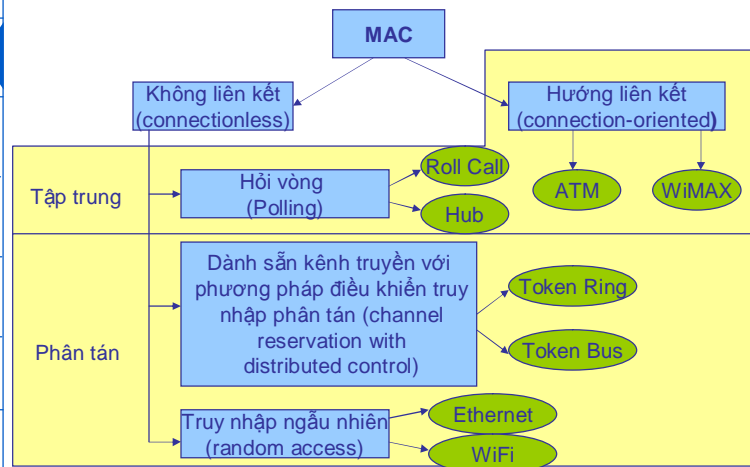 MAC
Không liên kết
(connectionless)
Hướng liên kết
(connection-oriented)
Tập trung
Hỏi vòng
(Polling)
Roll Call
Hub
ATM
WiMAX
Phân tán
Dành sẵn kênh truyền với
phương pháp điều khiển truy
nhập phân tán (channel
reservation with
distributed control)
Token Ring
Token Bus
Truy nhập ngẫu nhiên
(random access)
Ethernet
WiFi